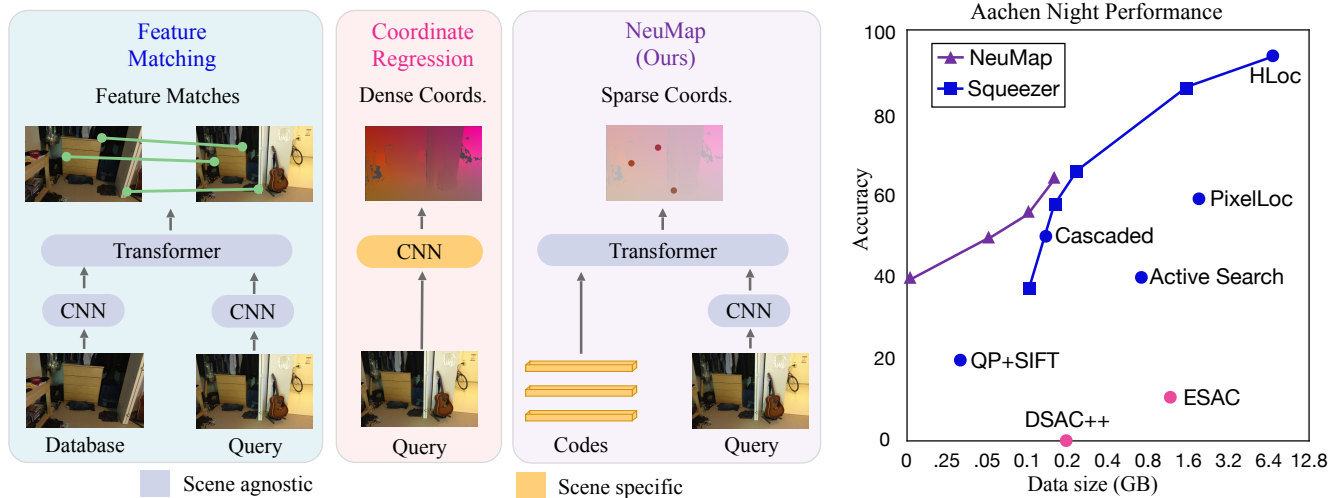 Feature
Matching
Feature Matches
Transformer
CNN
CNN
Database
Query
Coordinate
Regression
Dense Coords.
CNN
Query
NeuMap
(Ours)
Sparse Coords.
Transformer
CNN
Codes
Query
Scene agnostic
Scene specific
Aachen Night Performance
100
80
60
40
20
0
Accuracy
NeuMap
Squeezer
HLoc
PixelLoc
Cascaded
Active Search
QP+SIFT
ESAC
DSAC++
0 .25 .05 0.1 0.2 0.4 0.8 1.6 3.2 6.4 12.8
Data size (GB)